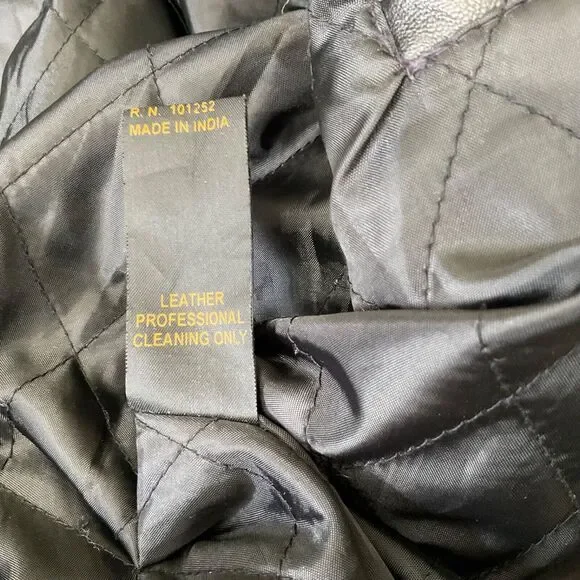 R. N. 101252
MADE IN INDIA
LEATHER
PROFESSIONAL
CLEANING ONLY